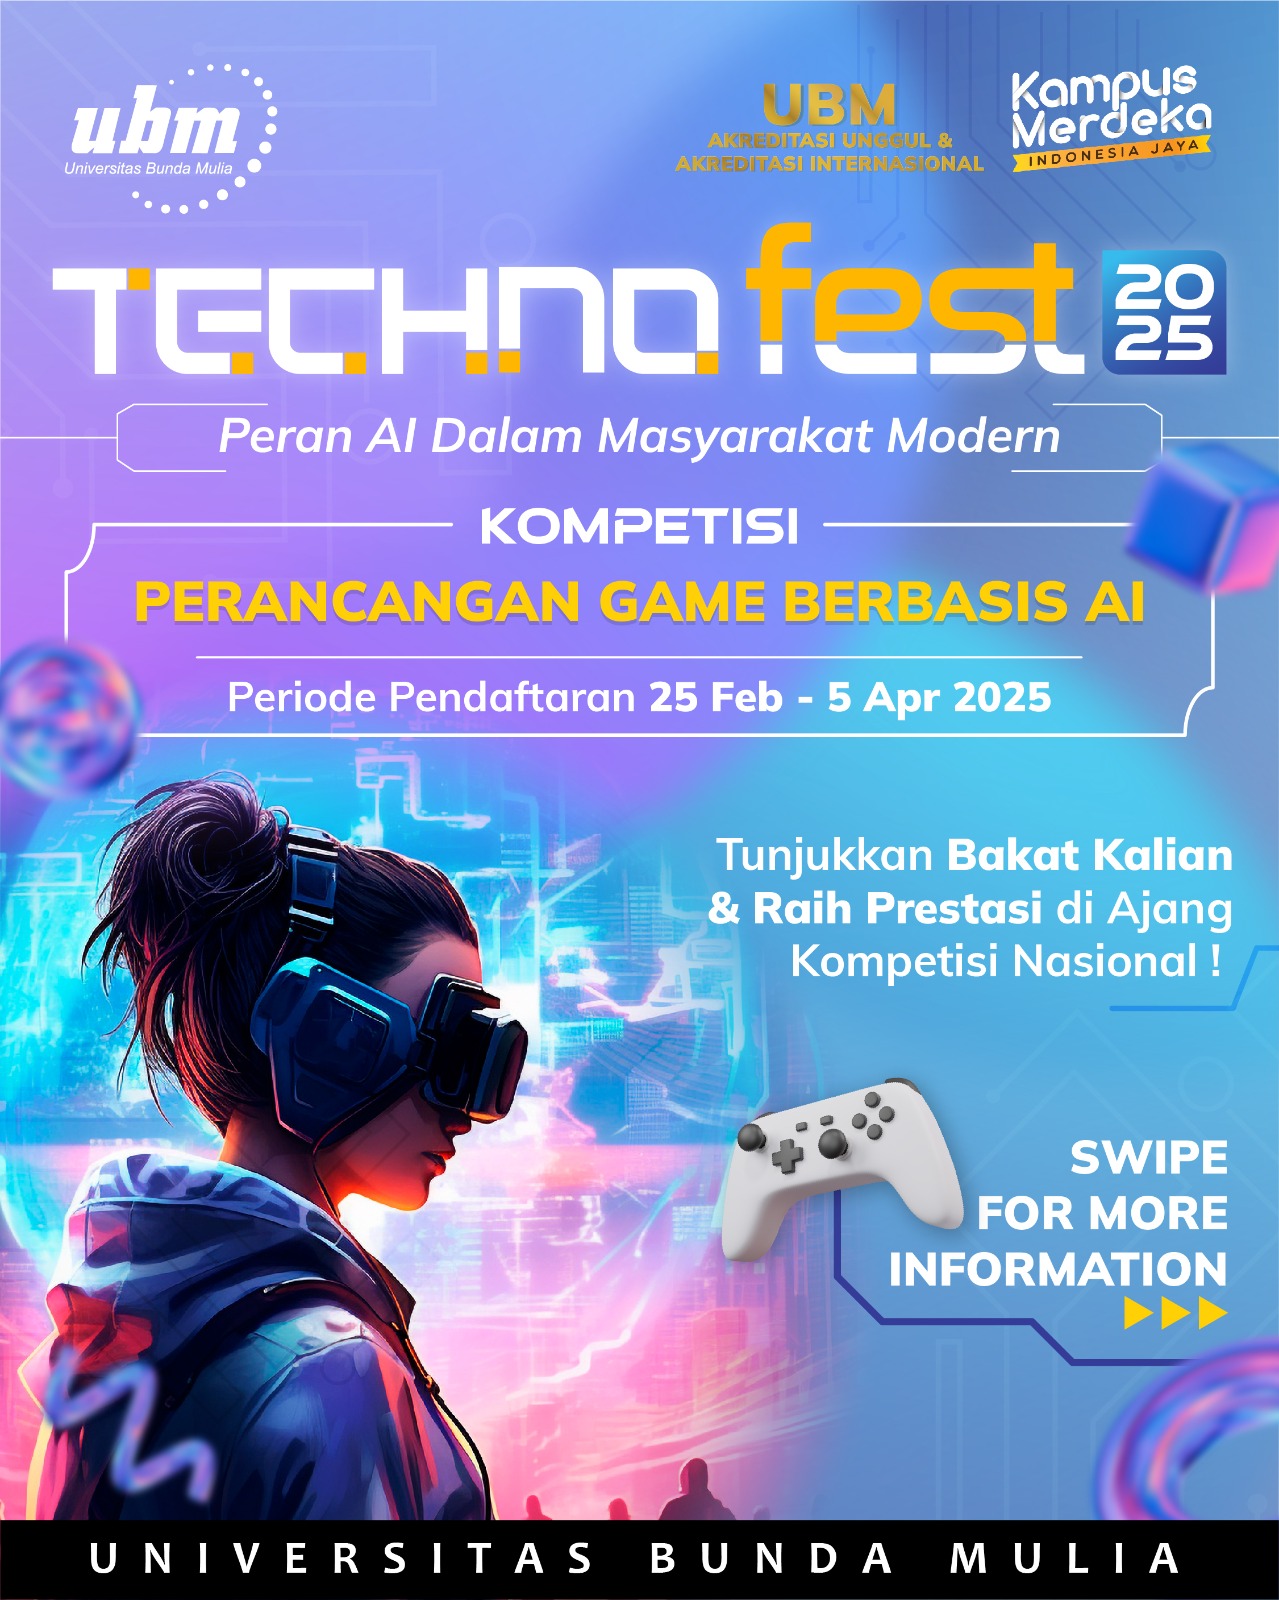 ubm
Universitas Bunda Mulia
UBM
AKREDITASI UNGGUL &
AKREDITASI INTERNASIONAL
Kampus
Merdeka
INDONESIA JAYA
TECHNO fest 2025
Peran AI Dalam Masyarakat Modern
KOMPETISI
PERANCANGAN GAME BERBASIS AI
Periode Pendaftaran 25 Feb - 5 Apr 2025
Tunjukkan Bakat Kalian
& Raih Prestasi di Ajang
Kompetisi Nasional !
SWIPE
FOR MORE
INFORMATION
UNIVERSITAS BUNDA MULIA